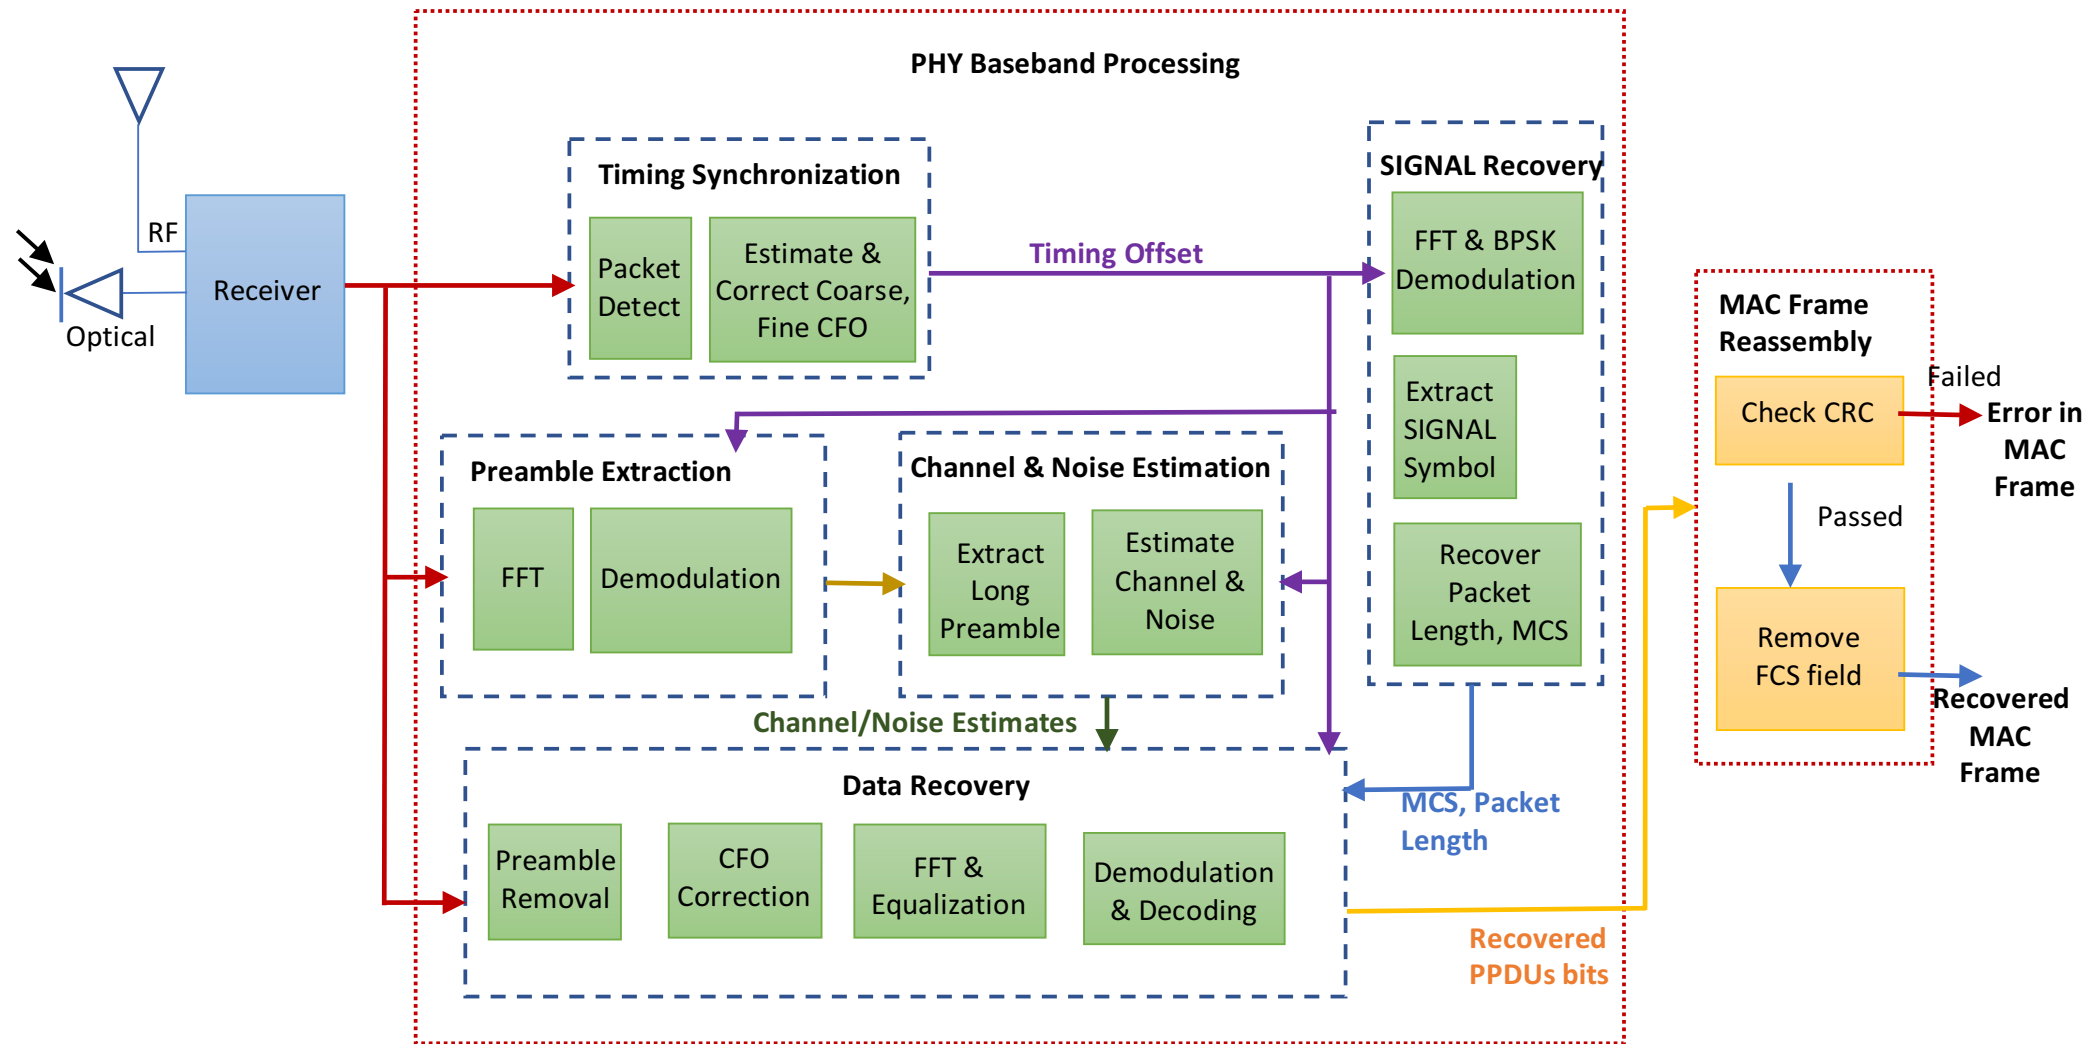 PHY Baseband Processing
RF
Optical
Receiver
Timing Synchronization
Packet
Detect
Estimate &
Correct Coarse,
Fine CFO
Timing Offset
SIGNAL Recovery
FFT & BPSK
Demodulation
Extract
SIGNAL
Symbol
Recover
Packet
Length, MCS
Preamble Extraction
FFT
Demodulation
Channel & Noise Estimation
Extract
Long
Preamble
Estimate
Channel &
Noise
Channel/Noise Estimates
Data Recovery
Preamble
Removal
CFO
Correction
FFT &
Equalization
Demodulation
& Decoding
MCS, Packet
Length
Recovered
PPDUs bits
MAC Frame
Reassembly
Check CRC
Failed
Error in
MAC
Frame
Passed
Remove
FCS field
Recovered
MAC
Frame